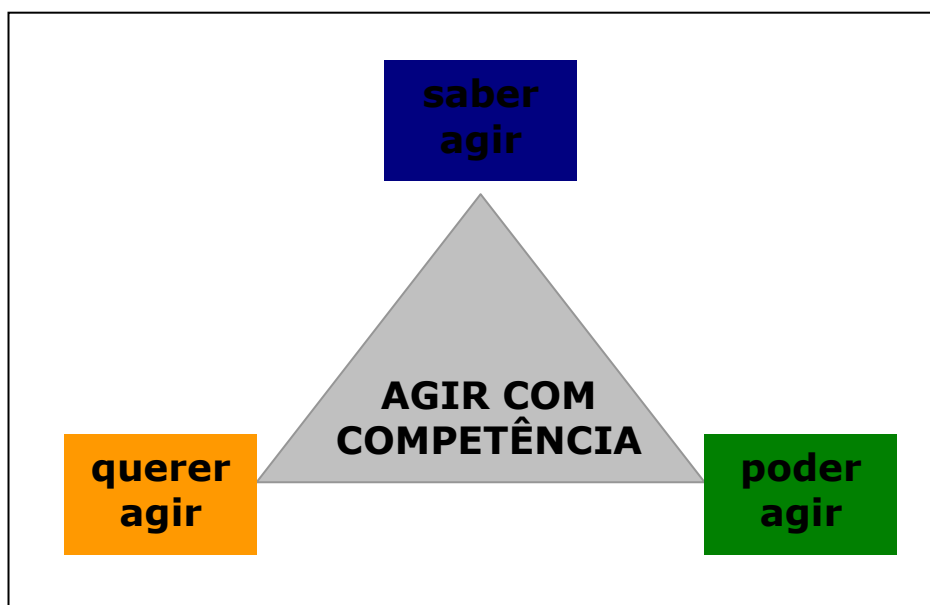 saber
agir
AGIR COM
COMPETÊNCIA
querer
agir
poder
agir